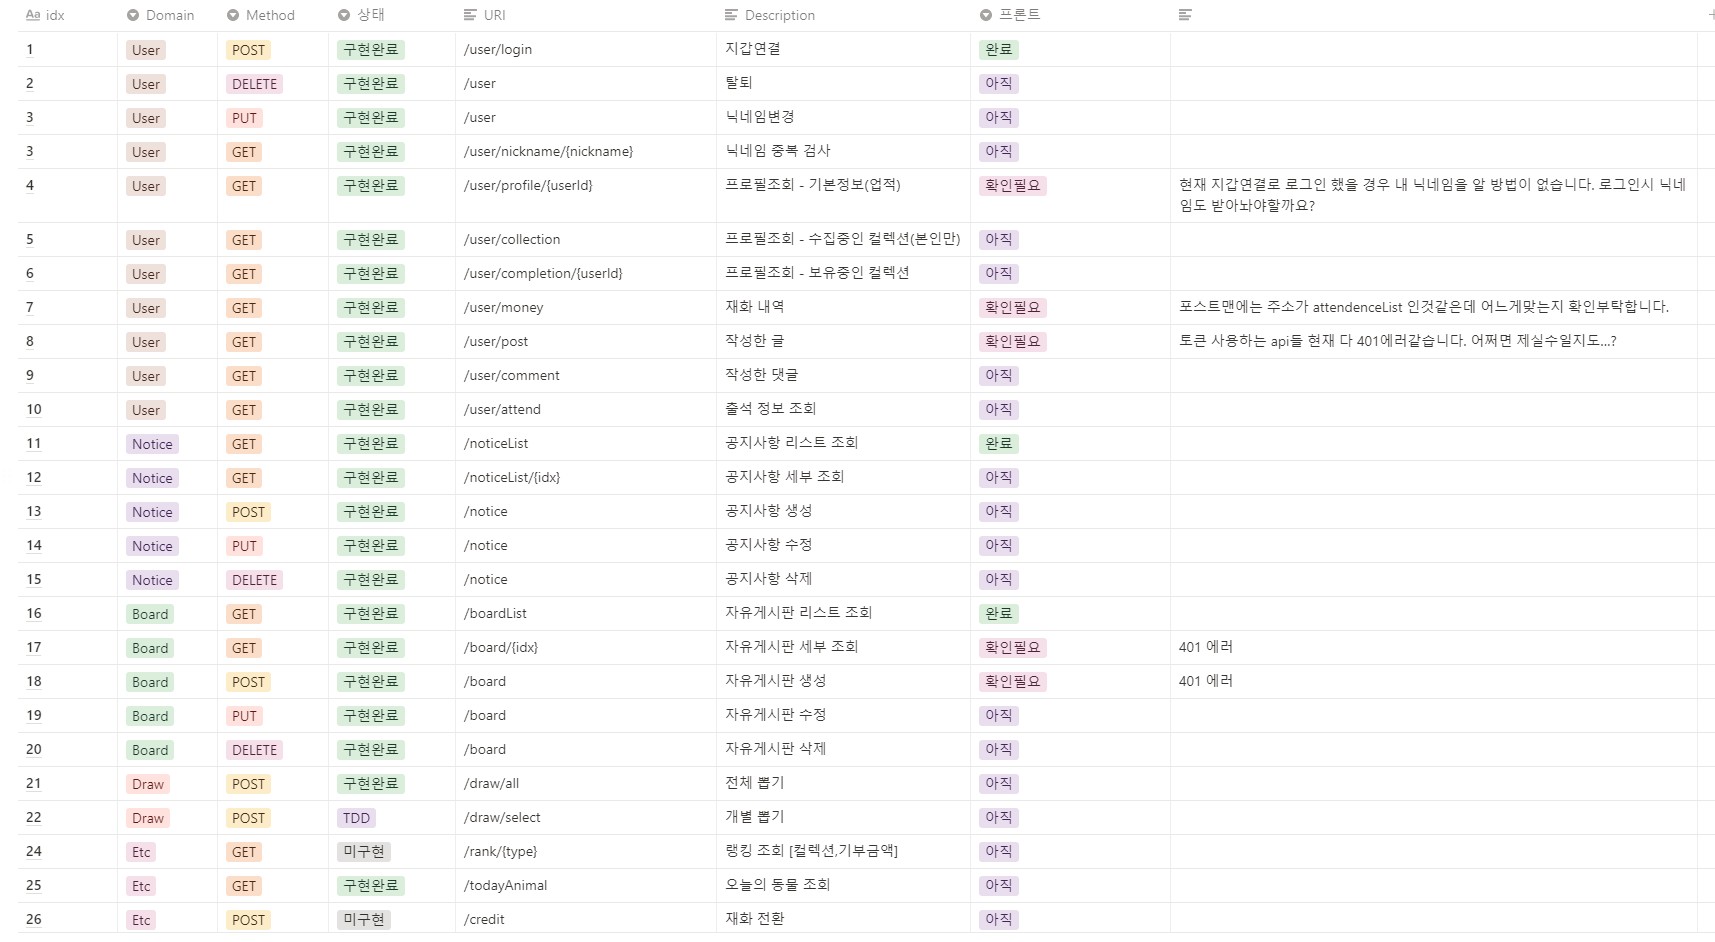 Aa idx Domain Method 상태 URI Description 프론트
1 User POST 구현완료 /user/login 지갑연결 완료
2 User DELETE 구현완료 /user 탈퇴 아직
3 User PUT 구현완료 /user 닉네임변경 아직
3 User GET 구현완료 /user/nickname/{nickname} 닉네임 중복 검사 아직
4 User GET 구현완료 /user/profile/{userId} 프로필조회 - 기본정보(업적) 확인필요 현재 지갑연결로 로그인 했을 경우 내 닉네임을 알 방법이 없습니다. 로그인시 닉네
임도 받아놔야할까요?
5 User GET 구현완료 /user/collection 프로필조회 - 수집중인 컬렉션(본인만) 아직
6 User GET 구현완료 /user/completion/{userId} 프로필조회 - 보유중인 컬렉션 아직
7 User GET 구현완료 /user/money 재화 내역 확인필요 포스트맨에는 주소가 attendenceList 인것같은데 어느게맞는지 확인부탁합니다.
8 User GET 구현완료 /user/post 작성한 글 확인필요 토큰 사용하는 api들 현재 다 401에러같습니다. 어쩌면 제실수일지도...?
9 User GET 구현완료 /user/comment 작성한 댓글 아직
10 User GET 구현완료 /user/attend 출석 정보 조회 아직
11 Notice GET 구현완료 /noticeList 공지사항 리스트 조회 완료
12 Notice GET 구현완료 /noticeList/{idx} 공지사항 세부 조회 아직
13 Notice POST 구현완료 /notice 공지사항 생성 아직
14 Notice PUT 구현완료 /notice 공지사항 수정 아직
15 Notice DELETE 구현완료 /notice 공지사항 삭제 아직
16 Board GET 구현완료 /boardList 자유게시판 리스트 조회 완료
17 Board GET 구현완료 /board/{idx} 자유게시판 세부 조회 확인필요 401 에러
18 Board POST 구현완료 /board 자유게시판 생성 확인필요 401 에러
19 Board PUT 구현완료 /board 자유게시판 수정 아직
20 Board DELETE 구현완료 /board 자유게시판 삭제 아직
21 Draw POST 구현완료 /draw/all 전체 뽑기 아직
22 Draw POST TDD /draw/select 개별 뽑기 아직
24 Etc GET 미구현 /rank/{type} 랭킹 조회 [컬렉션,기부금액] 아직
25 Etc GET 구현완료 /todayAnimal 오늘의 동물 조회 아직
26 Etc POST 미구현 /credit 재화 전환 아직